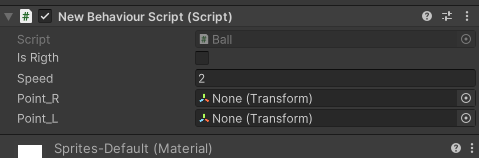 New Behaviour Script (Script)
Script Ball
Is Rigth
Speed 2
Point_R None (Transform)
Point_L None (Transform)
Sprites-Default (Material)